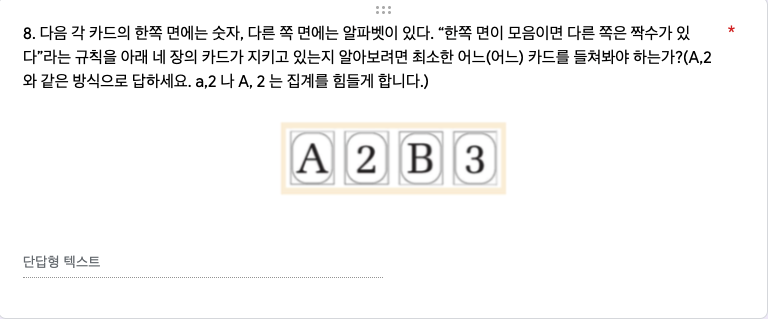 8. 다음 각 카드의 한쪽 면에는 숫자, 다른 쪽 면에는 알파벳이 있다. “한쪽 면이 모음이면 다른 쪽은 짝수가 있
다”라는 규칙을 아래 네 장의 카드가 지키고 있는지 알아보려면 최소한 어느(어느) 카드를 들쳐봐야 하는가?(A,2
와 같은 방식으로 답하세요. a,2 나 A, 2 는 집계를 힘들게 합니다.)
*
A 2 B 3
단답형 텍스트